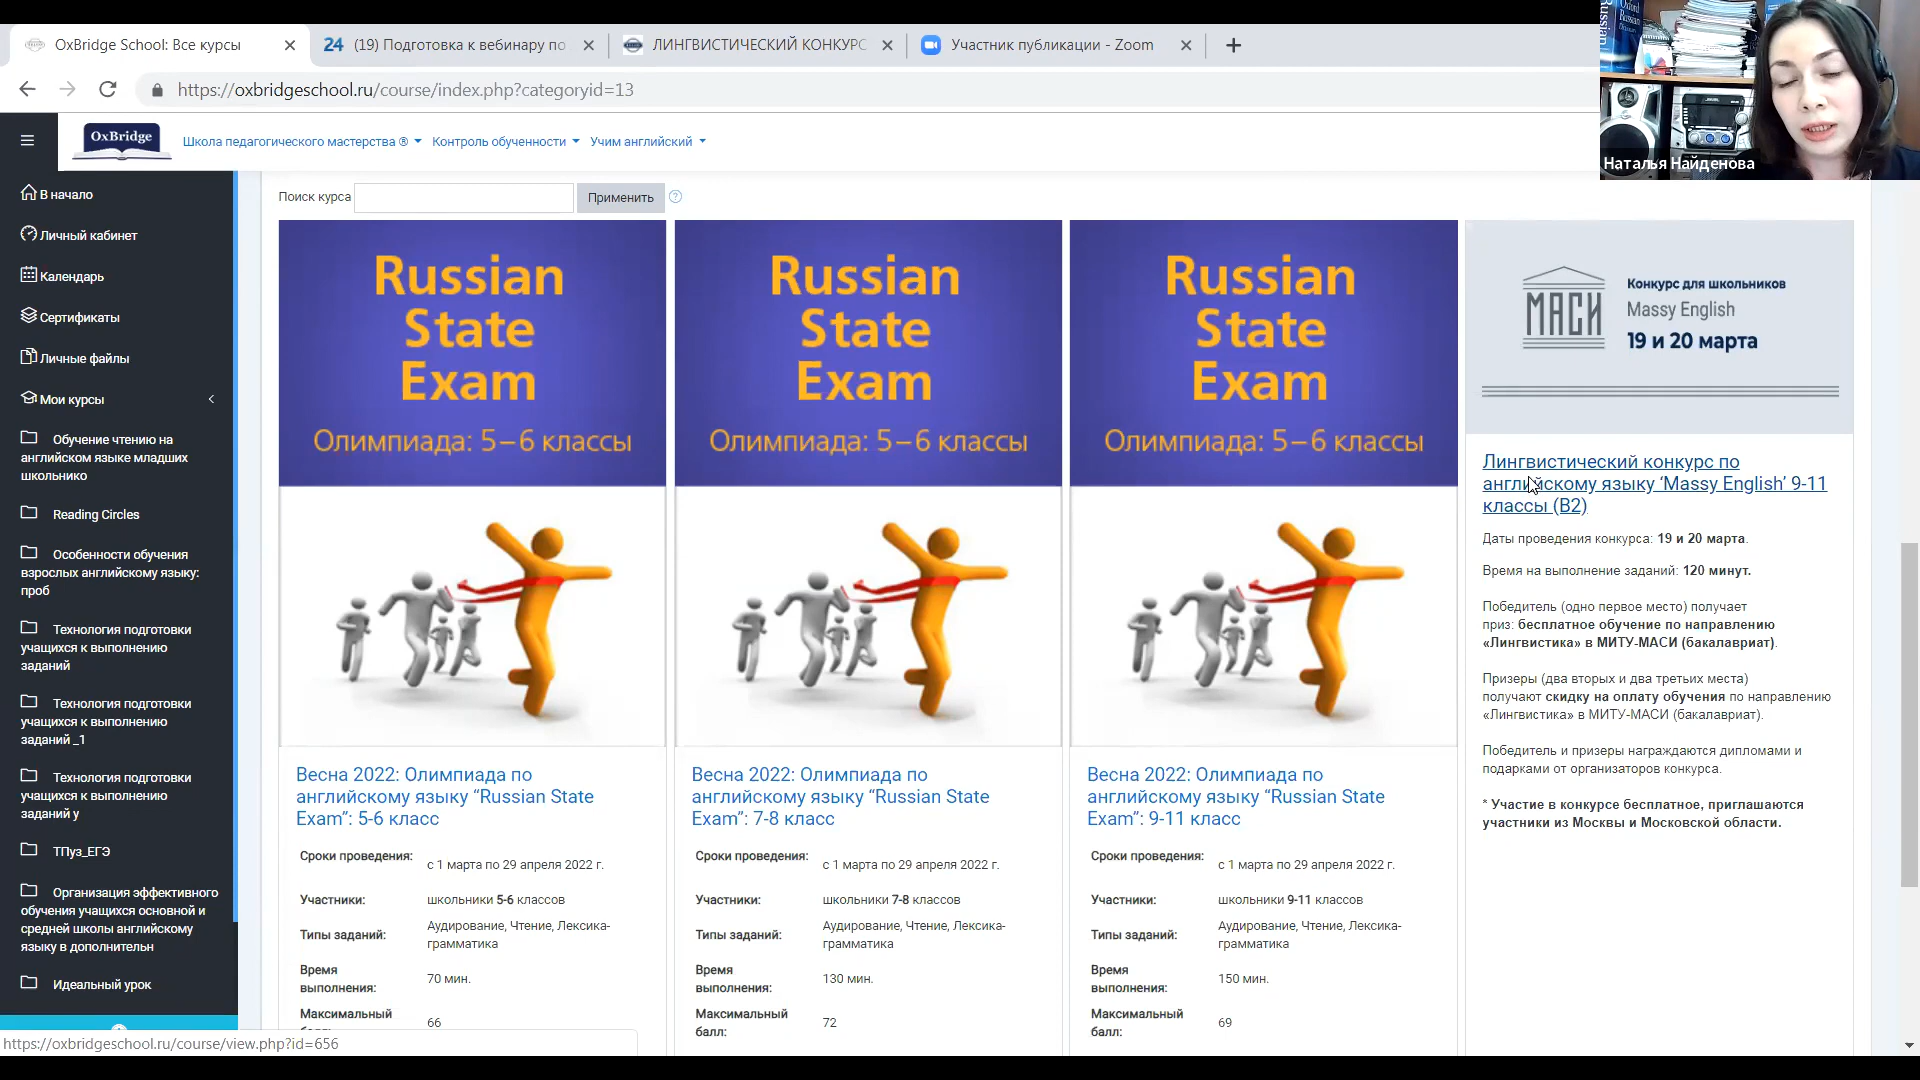 OxBridge School: Все курсы
24 (19) Подготовка к вебинару по
ЛИНГВИСТИЧЕСКИЙ КОНКУРС
Участник публикации - Zoom
https://oxbridgeschool.ru/course/index.php?categoryid=13
Oxford
Russian
Russian
Наталья Найденова
OxBridge
Школа педагогического мастерства ®
Контроль обученности
Учим английский
В начало
Личный кабинет
Календарь
Сертификаты
Личные файлы
Мои курсы
Обучение чтению на
английском языке младших
школьнико
Reading Circles
Особенности обучения
взрослых английскому языку:
проб
Технология подготовки
учащихся к выполнению
заданий
Технология подготовки
учащихся к выполнению
заданий _1
Технология подготовки
учащихся к выполнению
заданий у
ТПуз_ЕГЭ
Организация эффективного
обучения учащихся основной и
средней школы английскому
языку в дополнительн
Идеальный урок
https://oxbridgeschool.ru/course/view.php?id=656
Поиск курса
Применить
Russian
State
Exam
Олимпиада: 5–6 классы
Весна 2022: Олимпиада по
английскому языку “Russian State
Exam”: 5-6 класс
Сроки проведения: с 1 марта по 29 апреля 2022 г.
Участники: школьники 5-6 классов
Типы заданий: Аудирование, Чтение, Лексика-
грамматика
Время
выполнения: 70 мин.
Максимальный
66
Russian
State
Exam
Олимпиада: 5–6 классы
Весна 2022: Олимпиада по
английскому языку “Russian State
Exam”: 7-8 класс
Сроки проведения: с 1 марта по 29 апреля 2022 г.
Участники: школьники 7-8 классов
Типы заданий: Аудирование, Чтение, Лексика-
грамматика
Время
выполнения: 130 мин.
Максимальный
балл: 72
Russian
State
Exam
Олимпиада: 5–6 классы
Весна 2022: Олимпиада по
английскому языку “Russian State
Exam”: 9-11 класс
Сроки проведения: с 1 марта по 29 апреля 2022 г.
Участники: школьники 9-11 классов
Типы заданий: Аудирование, Чтение, Лексика-
грамматика
Время
выполнения: 150 мин.
Максимальный
балл: 69
МАСИ
Конкурс для школьников
Massy English
19 и 20 марта
Лингвистический конкурс по
английскому языку ‘Massy English’ 9-11
классы (B2)
Даты проведения конкурса: 19 и 20 марта.
Время на выполнение заданий: 120 минут.
Победитель (одно первое место) получает
приз: бесплатное обучение по направлению
«Лингвистика» в МИТУ-МАСИ (бакалавриат).
Призеры (два вторых и два третьих места)
получают скидку на оплату обучения по направлению
«Лингвистика» в МИТУ-МАСИ (бакалавриат).
Победитель и призеры награждаются дипломами и
подарками от организаторов конкурса.
* Участие в конкурсе бесплатное, приглашаются
участники из Москвы и Московской области.